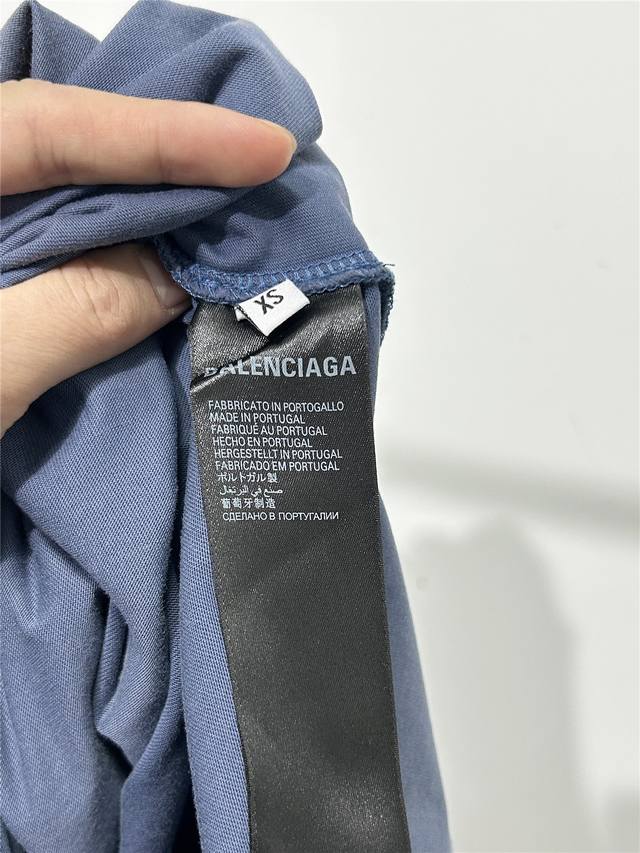 XS
BALENCIAGA
FABBRICATO IN PORTOGALLO
MADE IN PORTUGAL
FABRIQUÉ AU PORTUGAL
HECHO EN PORTUGAL
HERGESTELLT IN PORTUGAL
FABRICADO EM PORTUGAL
ポルトガル製
صنع في البرتغال
葡萄牙制造
СДЕЛАНО В ПОРТУГАЛИИ